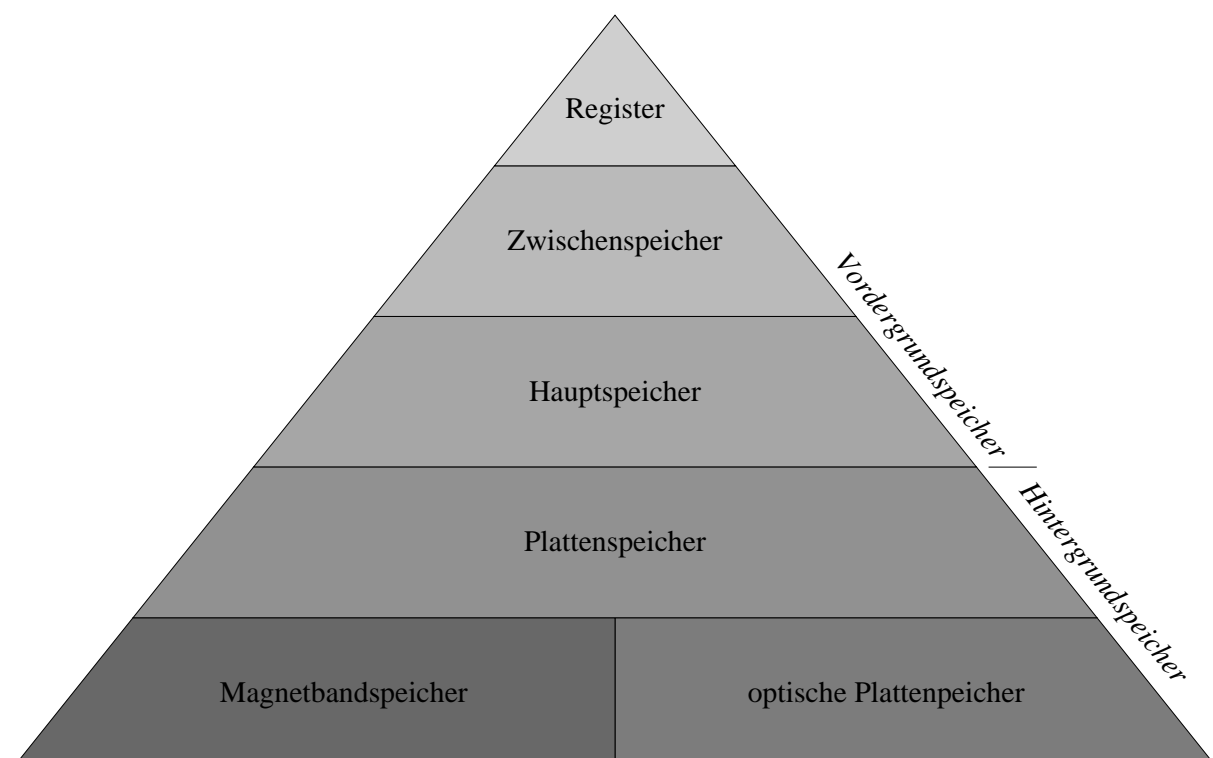 Register
Zwischenspeicher
Vordergrundspeicher
Hauptspeicher
Plattenspeicher
Hintergrundspeicher
Magnetbandspeicher
optische Plattenpeicher